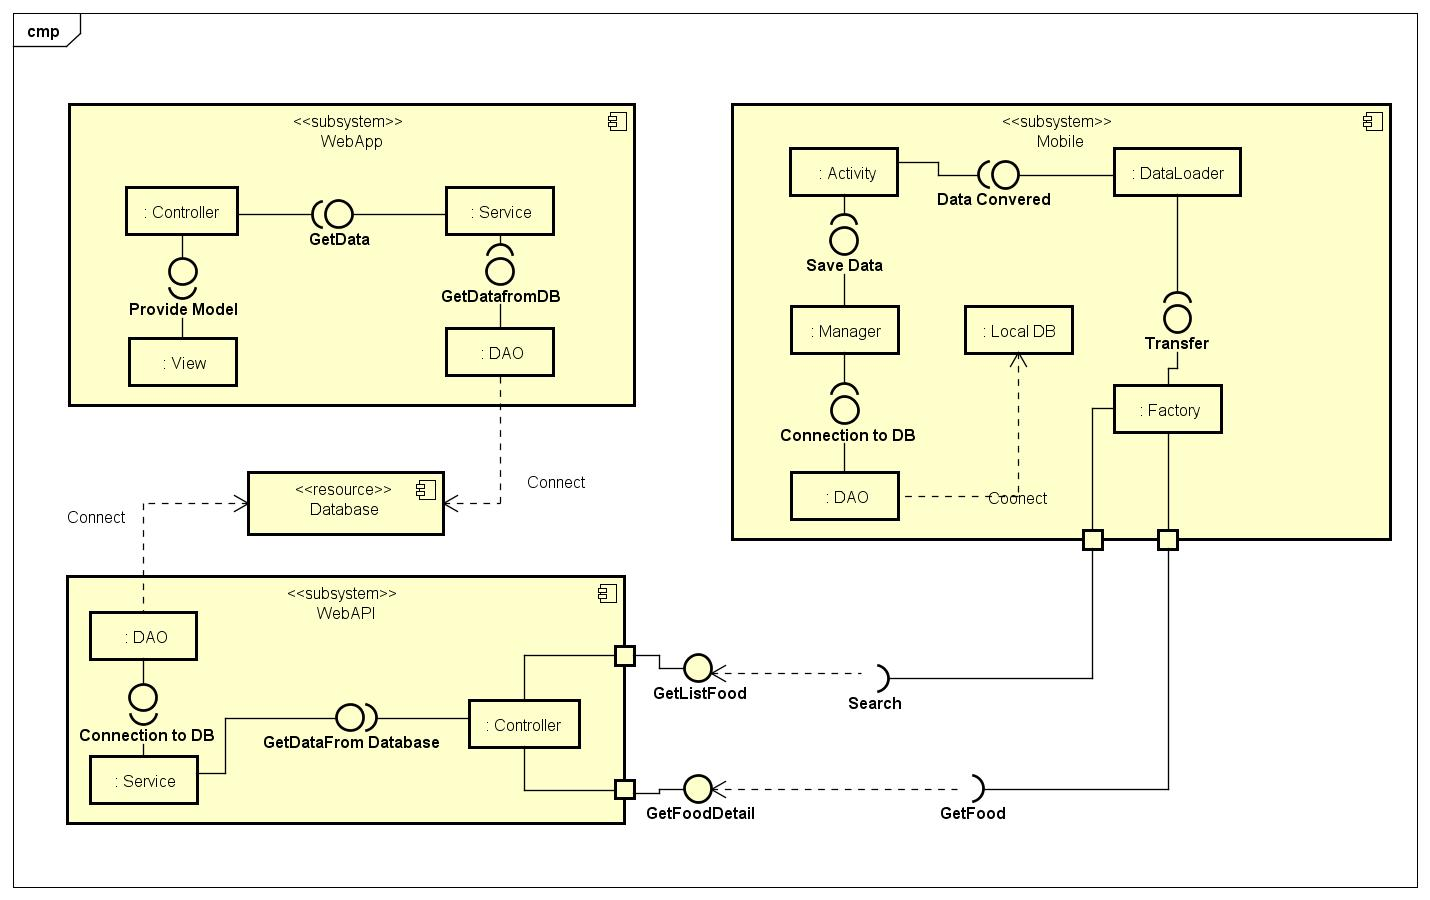 cmp
<<subsystem>>
WebApp
: Controller
: Service
GetData
Provide Model
GetDatafromDB
: View
: DAO
<<subsystem>>
Mobile
: Activity
: DataLoader
Data Convered
Save Data
: Manager
: Local DB
Transfer
: Factory
Connection to DB
: DAO
Coonect
<<resource>>
Database
Connect
Connect
<<subsystem>>
WebAPI
: DAO
Connection to DB
GetDataFrom Database
: Controller
: Service
GetListFood
Search
GetFoodDetail
GetFood